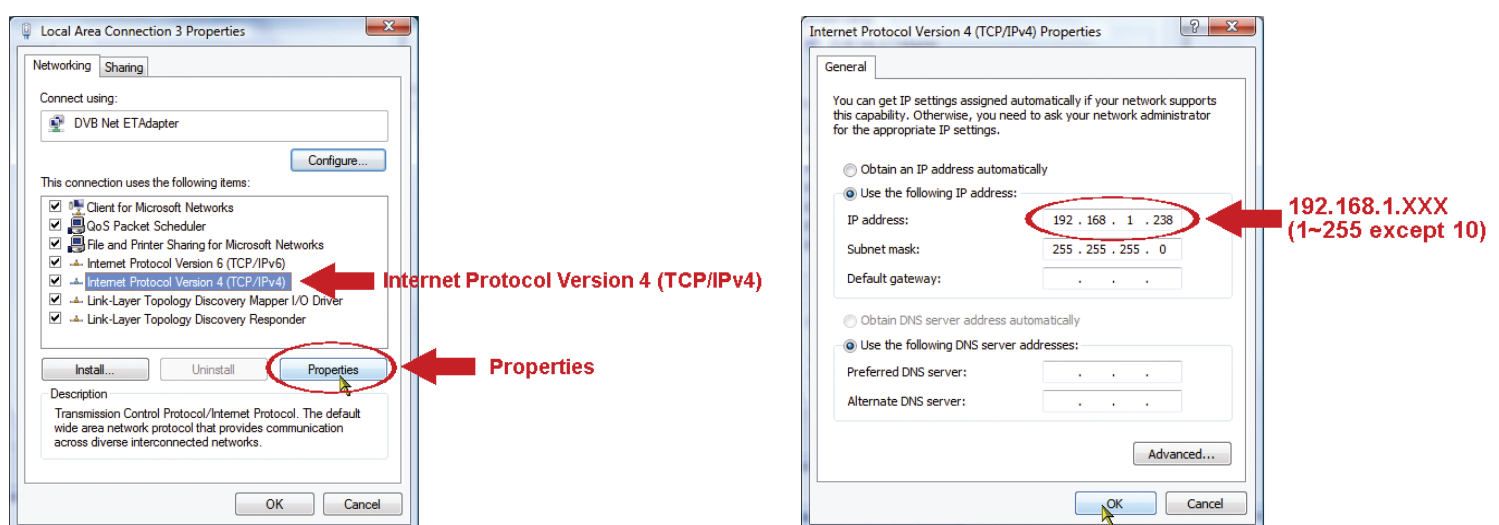 Local Area Connection 3 Properties
Networking Sharing
Connect using:
DVB Net ETAdapter
Configure...
This connection uses the following items:
Client for Microsoft Networks
QoS Packet Scheduler
File and Printer Sharing for Microsoft Networks
Internet Protocol Version 6 (TCP/IPv6)
Internet Protocol Version 4 (TCP/IPv4)
Link-Layer Topology Discovery Mapper I/O Driver
Link-Layer Topology Discovery Responder
Internet Protocol Version 4 (TCP/IPv4)
Install... Uninstall Properties
Properties
Description
Transmission Control Protocol/Internet Protocol. The default
wide area network protocol that provides communication
across diverse interconnected networks.
OK Cancel
Internet Protocol Version 4 (TCP/IPv4) Properties
General
You can get IP settings assigned automatically if your network supports
this capability. Otherwise, you need to ask your network administrator
for the appropriate IP settings.
Obtain an IP address automatically
Use the following IP address:
IP address: 192 . 168 . 1 . 238
Subnet mask: 255 . 255 . 255 . 0
Default gateway: . . .
192.168.1.XXX
(1~255 except 10)
Obtain DNS server address automatically
Use the following DNS server addresses:
Preferred DNS server: . . .
Alternate DNS server: . . .
Advanced...
OK Cancel